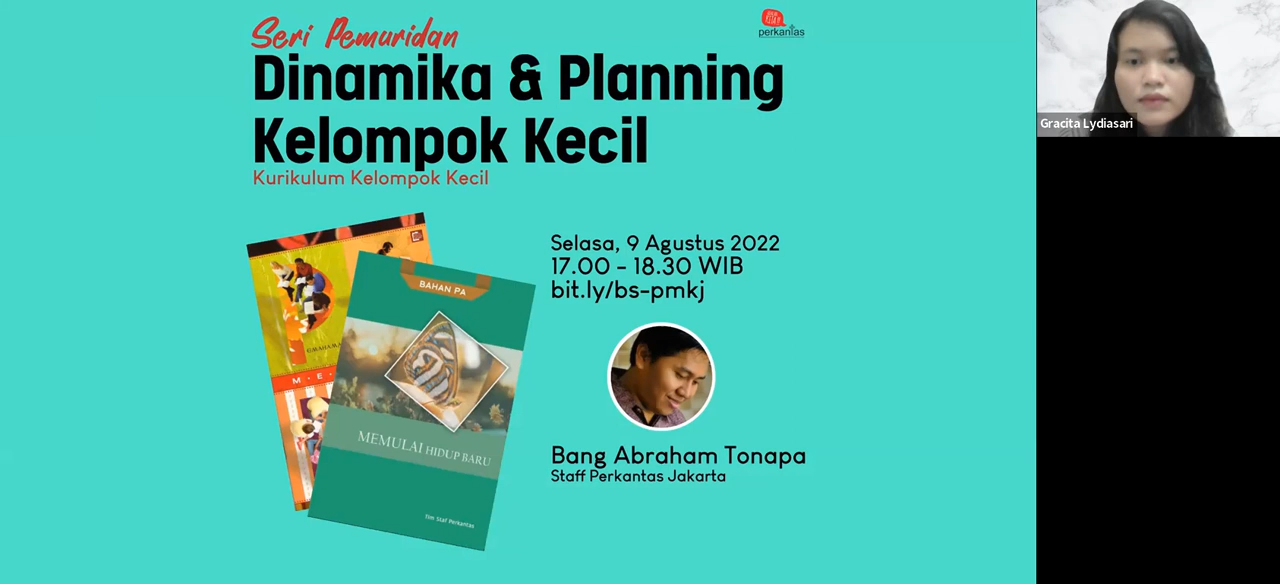 Seri Pemuridan
perkantas
Dinamika & Planning
Kelompok Kecil
Kurikulum Kelompok Kecil
Selasa, 9 Agustus 2022
17.00 - 18.30 WIB
bit.ly/bs-pmkj
BAHAN PA
M • E •
MEMULAI HIDUP BARU
Tim Staf Perkantas
Bang Abraham Tonapa
Staff Perkantas Jakarta
Gracita Lydiasari